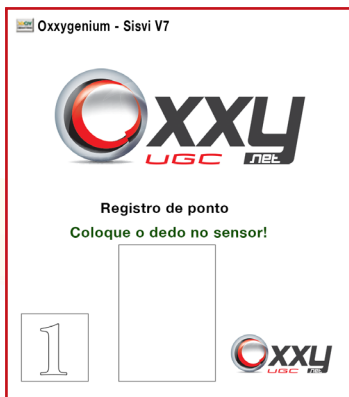 Oxxygenium - Sisvi V7
Oxxy
UGC .net
Registro de ponto
Coloque o dedo no sensor!
1
Oxxy
UGC .net